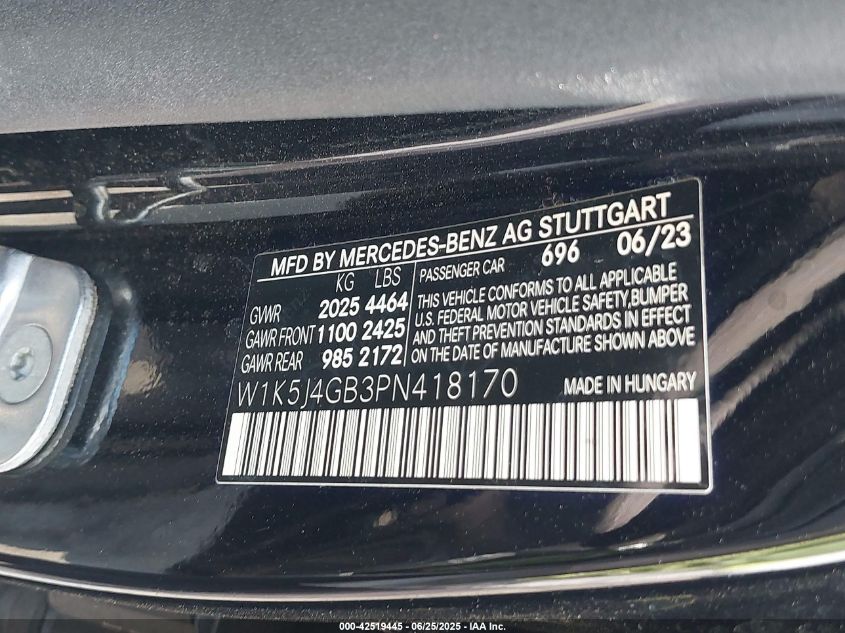 MFD BY MERCEDES-BENZ AG STUTTGART
KG LBS
GVWR 2025 4464
GAWR FRONT 1100 2425
GAWR REAR 985 2172
PASSENGER CAR 696 06/23
THIS VEHICLE CONFORMS TO ALL APPLICABLE
U.S. FEDERAL MOTOR VEHICLE SAFETY,BUMPER
AND THEFT PREVENTION STANDARDS IN EFFECT
ON THE DATE OF MANUFACTURE SHOWN ABOVE
W1K5J4GB3PN418170
MADE IN HUNGARY
000-42519445 - 06/25/2025 - IAA Inc.